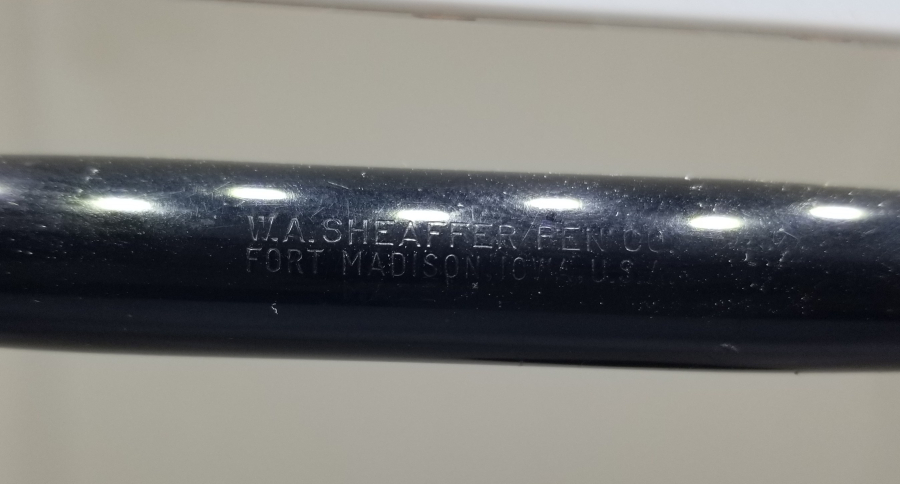 W.A. SHEAFFER PEN CO
FORT MADISON, IOWA, U.S.A.